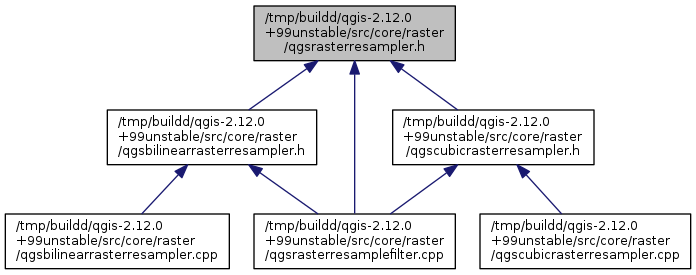 /tmp/buildd/qgis-2.12.0
+99unstable/src/core/raster
/qgsrasterresampler.h
/tmp/buildd/qgis-2.12.0
+99unstable/src/core/raster
/qgsbilinearrasterresampler.h
/tmp/buildd/qgis-2.12.0
+99unstable/src/core/raster
/qgscubicrasterresampler.h
/tmp/buildd/qgis-2.12.0
+99unstable/src/core/raster
/qgsbilinearrasterresampler.cpp
/tmp/buildd/qgis-2.12.0
+99unstable/src/core/raster
/qgsrasterresamplefilter.cpp
/tmp/buildd/qgis-2.12.0
+99unstable/src/core/raster
/qgscubicrasterresampler.cpp